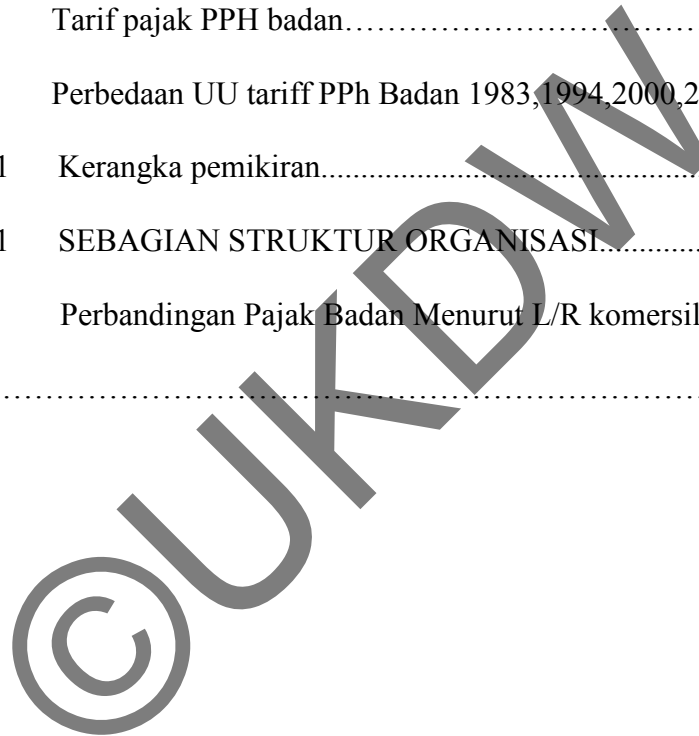 Tarif pajak PPH badan……………………………
Perbedaan UU tariff PPh Badan 1983,1994,2000,2
1 Kerangka pemikiran...................................................
1 SEBAGIAN STRUKTUR ORGANISASI..............
Perbandingan Pajak Badan Menurut L/R komersil
……………………………………………………………
©UKDW